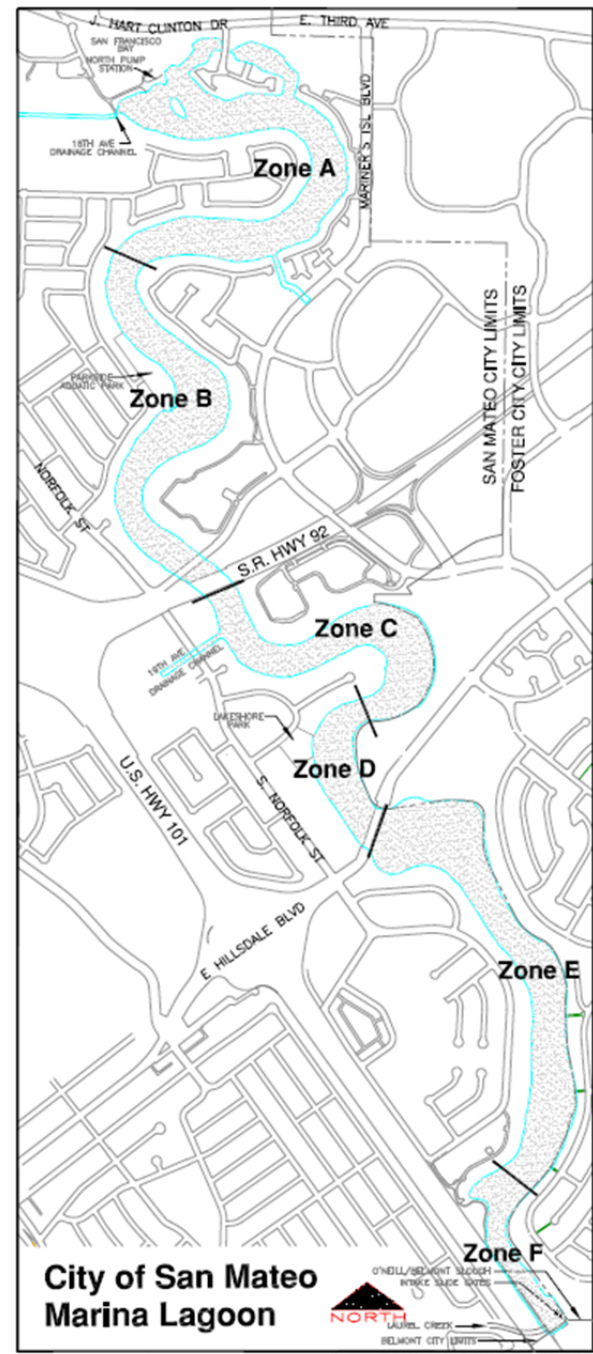 J. HART CLINTON DR
E. THIRD AVE
SAN FRANCISCO
BAY
NORTH PUMP
STATION
16TH AVE
DRAINAGE CHANNEL
Zone A
MARINER'S ISL BLVD
SAN MATEO CITY LIMITS
FOSTER CITY CITY LIMITS
PARKSIDE
AQUATIC PARK
Zone B
NORFOLK ST
S.R. HWY 92
Zone C
19TH AVE
DRAINAGE CHANNEL
LAKESHORE
PARK
Zone D
U.S. HWY 101
S. NORFOLK ST
E HILLSDALE BLVD
Zone E
Zone F
O'NEILL/BELMONT SLOUGH
INTAKE SLIDE GATES
City of San Mateo
Marina Lagoon
NORTH
LAUREL CREEK
BELMONT CITY LIMITS